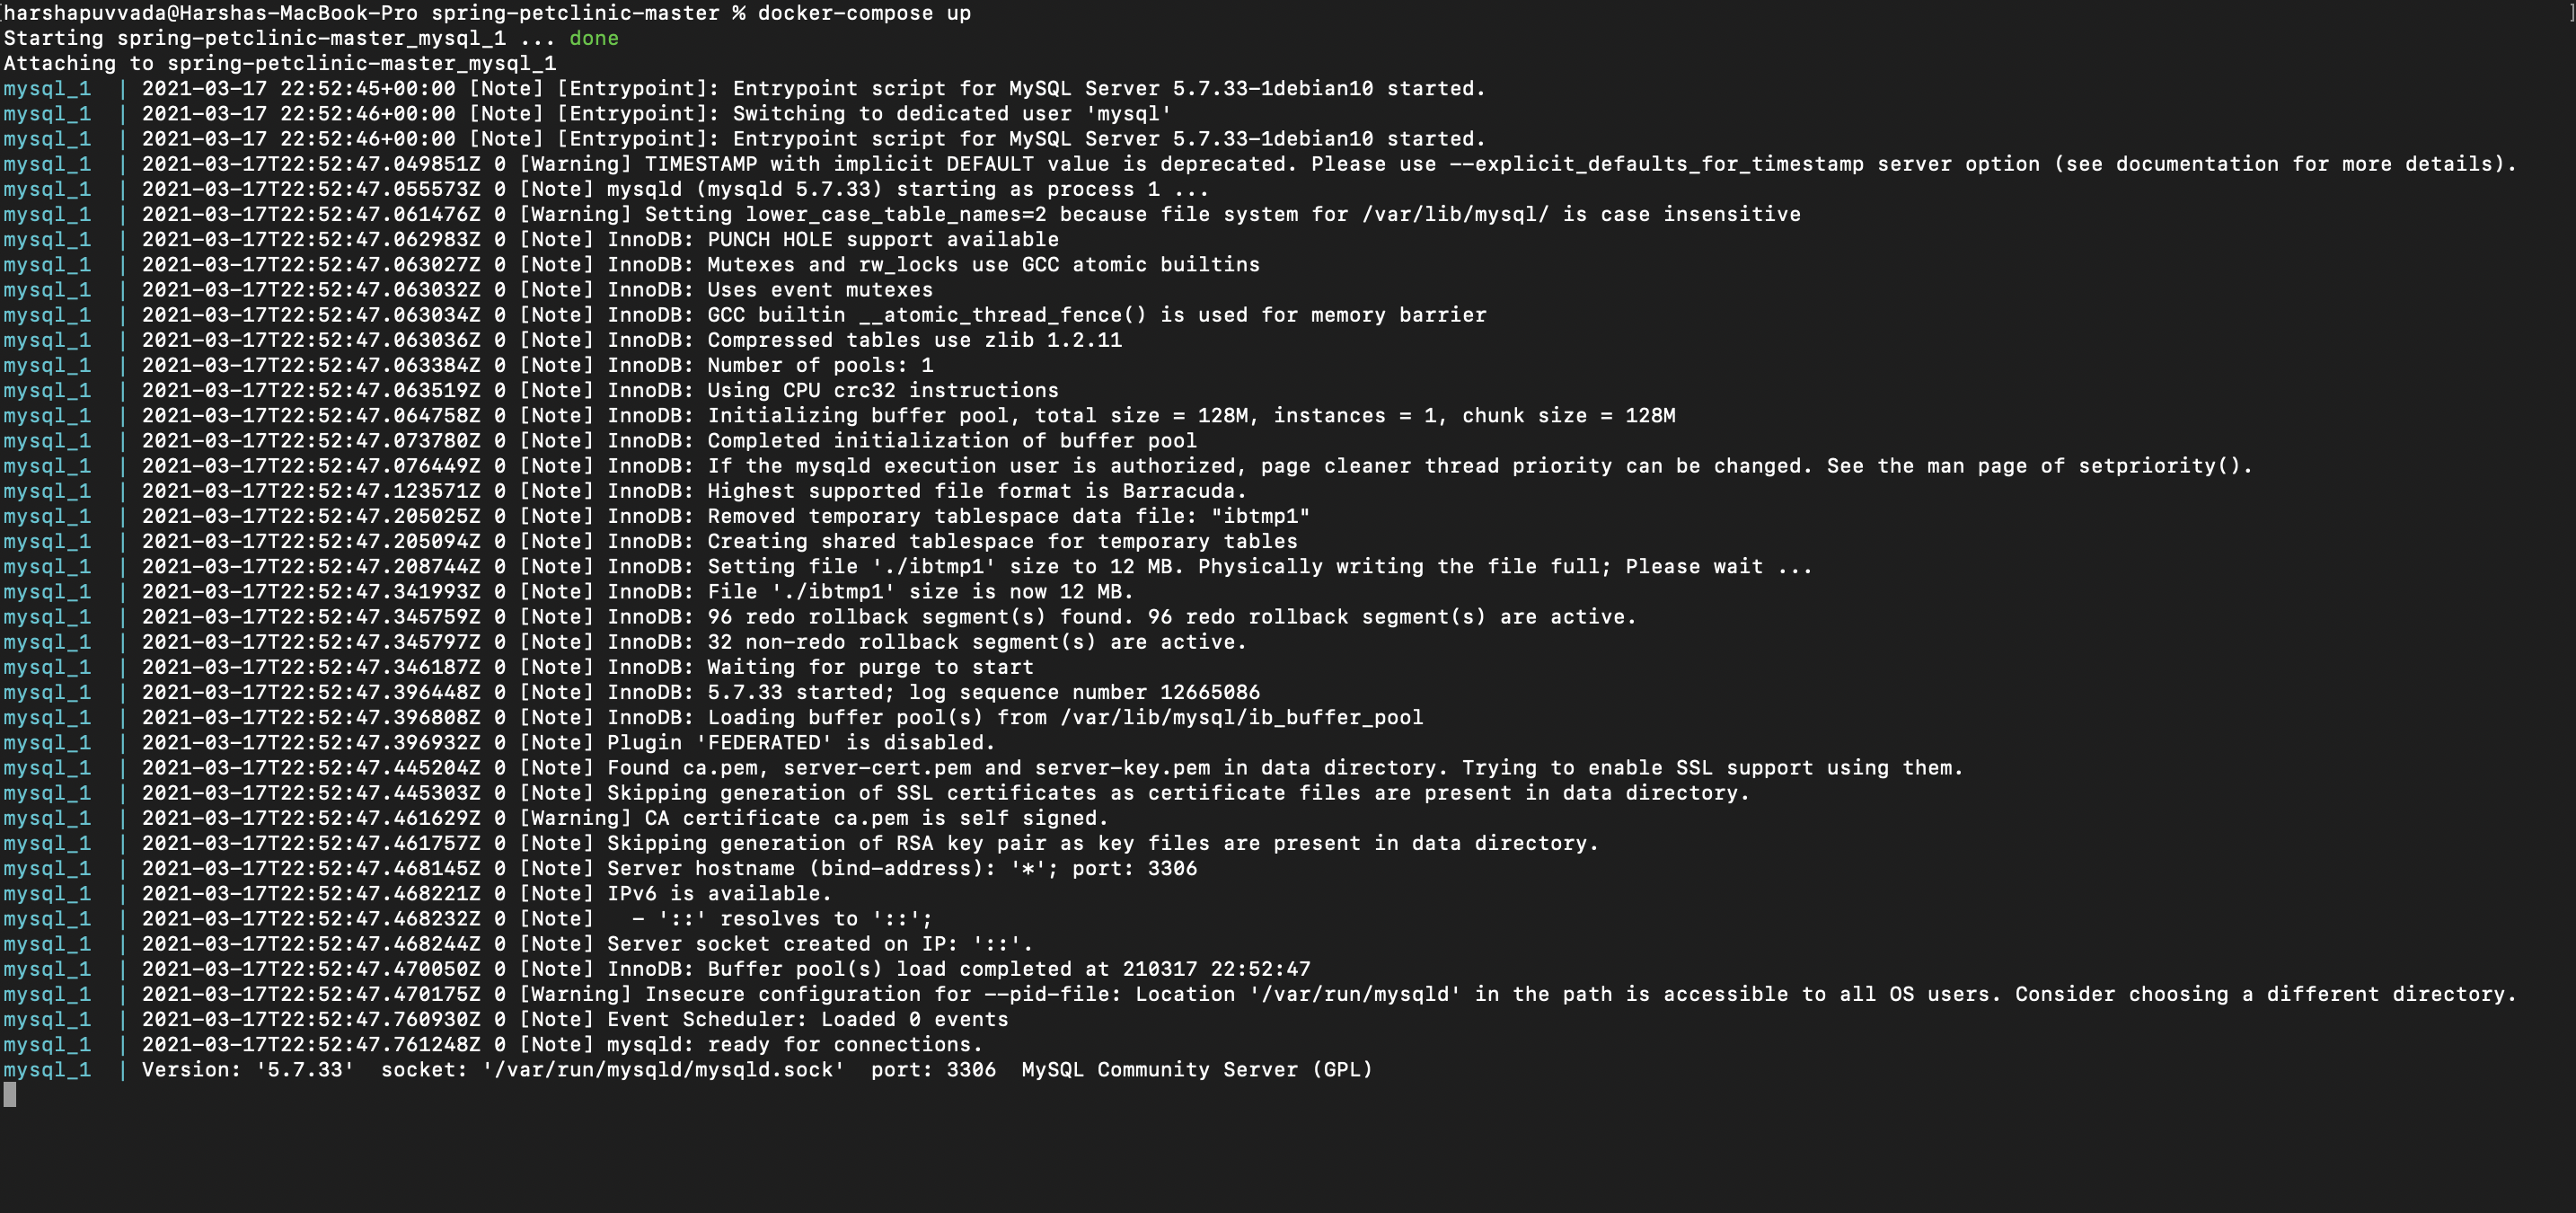 [harshapuvvada@Harshas-MacBook-Pro spring-petclinic-master % docker-compose up ]
Starting spring-petclinic-master_mysql_1 ... done
Attaching to spring-petclinic-master_mysql_1
mysql_1  | 2021-03-17 22:52:45+00:00 [Note] [Entrypoint]: Entrypoint script for MySQL Server 5.7.33-1debian10 started.
mysql_1  | 2021-03-17 22:52:46+00:00 [Note] [Entrypoint]: Switching to dedicated user 'mysql'
mysql_1  | 2021-03-17 22:52:46+00:00 [Note] [Entrypoint]: Entrypoint script for MySQL Server 5.7.33-1debian10 started.
mysql_1  | 2021-03-17T22:52:47.049851Z 0 [Warning] TIMESTAMP with implicit DEFAULT value is deprecated. Please use --explicit_defaults_for_timestamp server option (see documentation for more details).
mysql_1  | 2021-03-17T22:52:47.055573Z 0 [Note] mysqld (mysqld 5.7.33) starting as process 1 ...
mysql_1  | 2021-03-17T22:52:47.061476Z 0 [Warning] Setting lower_case_table_names=2 because file system for /var/lib/mysql/ is case insensitive
mysql_1  | 2021-03-17T22:52:47.062983Z 0 [Note] InnoDB: PUNCH HOLE support available
mysql_1  | 2021-03-17T22:52:47.063027Z 0 [Note] InnoDB: Mutexes and rw_locks use GCC atomic builtins
mysql_1  | 2021-03-17T22:52:47.063032Z 0 [Note] InnoDB: Uses event mutexes
mysql_1  | 2021-03-17T22:52:47.063034Z 0 [Note] InnoDB: GCC builtin __atomic_thread_fence() is used for memory barrier
mysql_1  | 2021-03-17T22:52:47.063036Z 0 [Note] InnoDB: Compressed tables use zlib 1.2.11
mysql_1  | 2021-03-17T22:52:47.063384Z 0 [Note] InnoDB: Number of pools: 1
mysql_1  | 2021-03-17T22:52:47.063519Z 0 [Note] InnoDB: Using CPU crc32 instructions
mysql_1  | 2021-03-17T22:52:47.064758Z 0 [Note] InnoDB: Initializing buffer pool, total size = 128M, instances = 1, chunk size = 128M
mysql_1  | 2021-03-17T22:52:47.073780Z 0 [Note] InnoDB: Completed initialization of buffer pool
mysql_1  | 2021-03-17T22:52:47.076449Z 0 [Note] InnoDB: If the mysqld execution user is authorized, page cleaner thread priority can be changed. See the man page of setpriority().
mysql_1  | 2021-03-17T22:52:47.123571Z 0 [Note] InnoDB: Highest supported file format is Barracuda.
mysql_1  | 2021-03-17T22:52:47.205025Z 0 [Note] InnoDB: Removed temporary tablespace data file: "ibtmp1"
mysql_1  | 2021-03-17T22:52:47.205094Z 0 [Note] InnoDB: Creating shared tablespace for temporary tables
mysql_1  | 2021-03-17T22:52:47.208744Z 0 [Note] InnoDB: Setting file './ibtmp1' size to 12 MB. Physically writing the file full; Please wait ...
mysql_1  | 2021-03-17T22:52:47.341993Z 0 [Note] InnoDB: File './ibtmp1' size is now 12 MB.
mysql_1  | 2021-03-17T22:52:47.345759Z 0 [Note] InnoDB: 96 redo rollback segment(s) found. 96 redo rollback segment(s) are active.
mysql_1  | 2021-03-17T22:52:47.345797Z 0 [Note] InnoDB: 32 non-redo rollback segment(s) are active.
mysql_1  | 2021-03-17T22:52:47.346187Z 0 [Note] InnoDB: Waiting for purge to start
mysql_1  | 2021-03-17T22:52:47.396448Z 0 [Note] InnoDB: 5.7.33 started; log sequence number 12665086
mysql_1  | 2021-03-17T22:52:47.396808Z 0 [Note] InnoDB: Loading buffer pool(s) from /var/lib/mysql/ib_buffer_pool
mysql_1  | 2021-03-17T22:52:47.396932Z 0 [Note] Plugin 'FEDERATED' is disabled.
mysql_1  | 2021-03-17T22:52:47.445204Z 0 [Note] Found ca.pem, server-cert.pem and server-key.pem in data directory. Trying to enable SSL support using them.
mysql_1  | 2021-03-17T22:52:47.445303Z 0 [Note] Skipping generation of SSL certificates as certificate files are present in data directory.
mysql_1  | 2021-03-17T22:52:47.461629Z 0 [Warning] CA certificate ca.pem is self signed.
mysql_1  | 2021-03-17T22:52:47.461757Z 0 [Note] Skipping generation of RSA key pair as key files are present in data directory.
mysql_1  | 2021-03-17T22:52:47.468145Z 0 [Note] Server hostname (bind-address): '*'; port: 3306
mysql_1  | 2021-03-17T22:52:47.468221Z 0 [Note] IPv6 is available.
mysql_1  | 2021-03-17T22:52:47.468232Z 0 [Note]   - '::' resolves to '::';
mysql_1  | 2021-03-17T22:52:47.468244Z 0 [Note] Server socket created on IP: '::'.
mysql_1  | 2021-03-17T22:52:47.470050Z 0 [Note] InnoDB: Buffer pool(s) load completed at 210317 22:52:47
mysql_1  | 2021-03-17T22:52:47.470175Z 0 [Warning] Insecure configuration for --pid-file: Location '/var/run/mysqld' in the path is accessible to all OS users. Consider choosing a different directory.
mysql_1  | 2021-03-17T22:52:47.760930Z 0 [Note] Event Scheduler: Loaded 0 events
mysql_1  | 2021-03-17T22:52:47.761248Z 0 [Note] mysqld: ready for connections.
mysql_1  | Version: '5.7.33'  socket: '/var/run/mysqld/mysqld.sock'  port: 3306  MySQL Community Server (GPL)